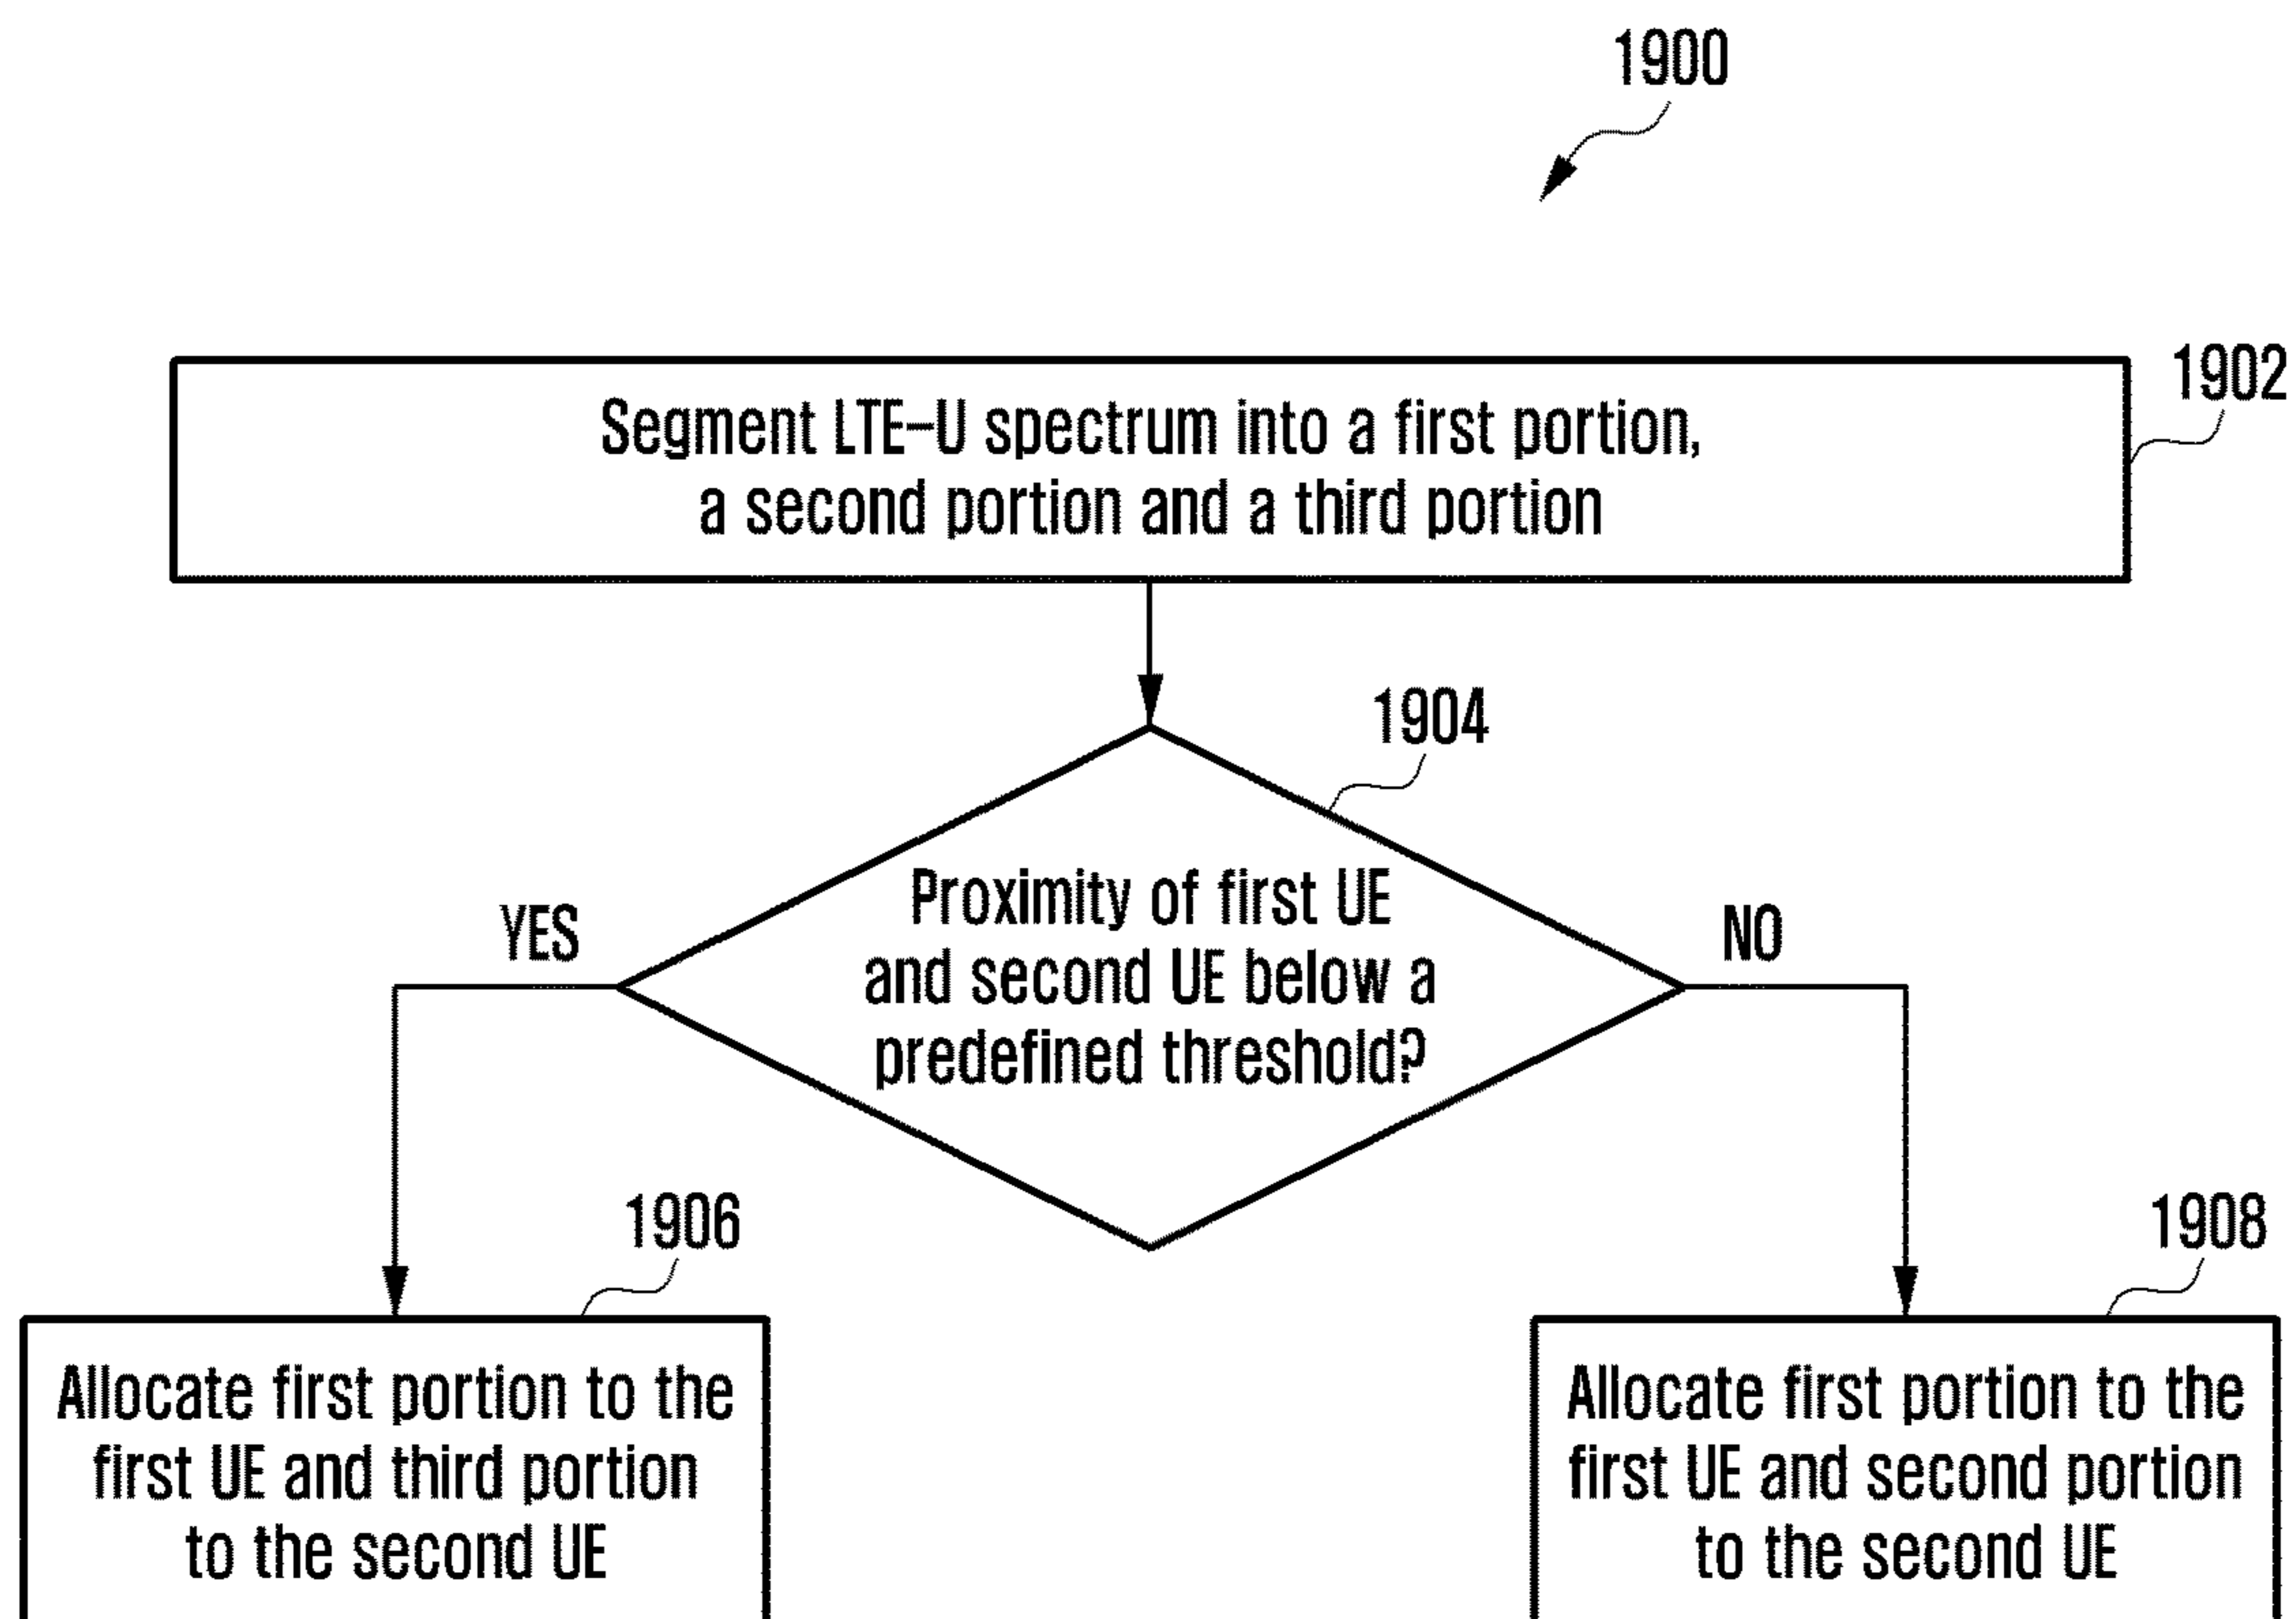 1900
1902
Segment LTE-U spectrum into a first portion,
a second portion and a third portion
1904
Proximity of first UE
and second UE below a
predefined threshold?
YES
NO
1906
1908
Allocate first portion to the
first UE and third portion
to the second UE
Allocate first portion to the
first UE and second portion
to the second UE